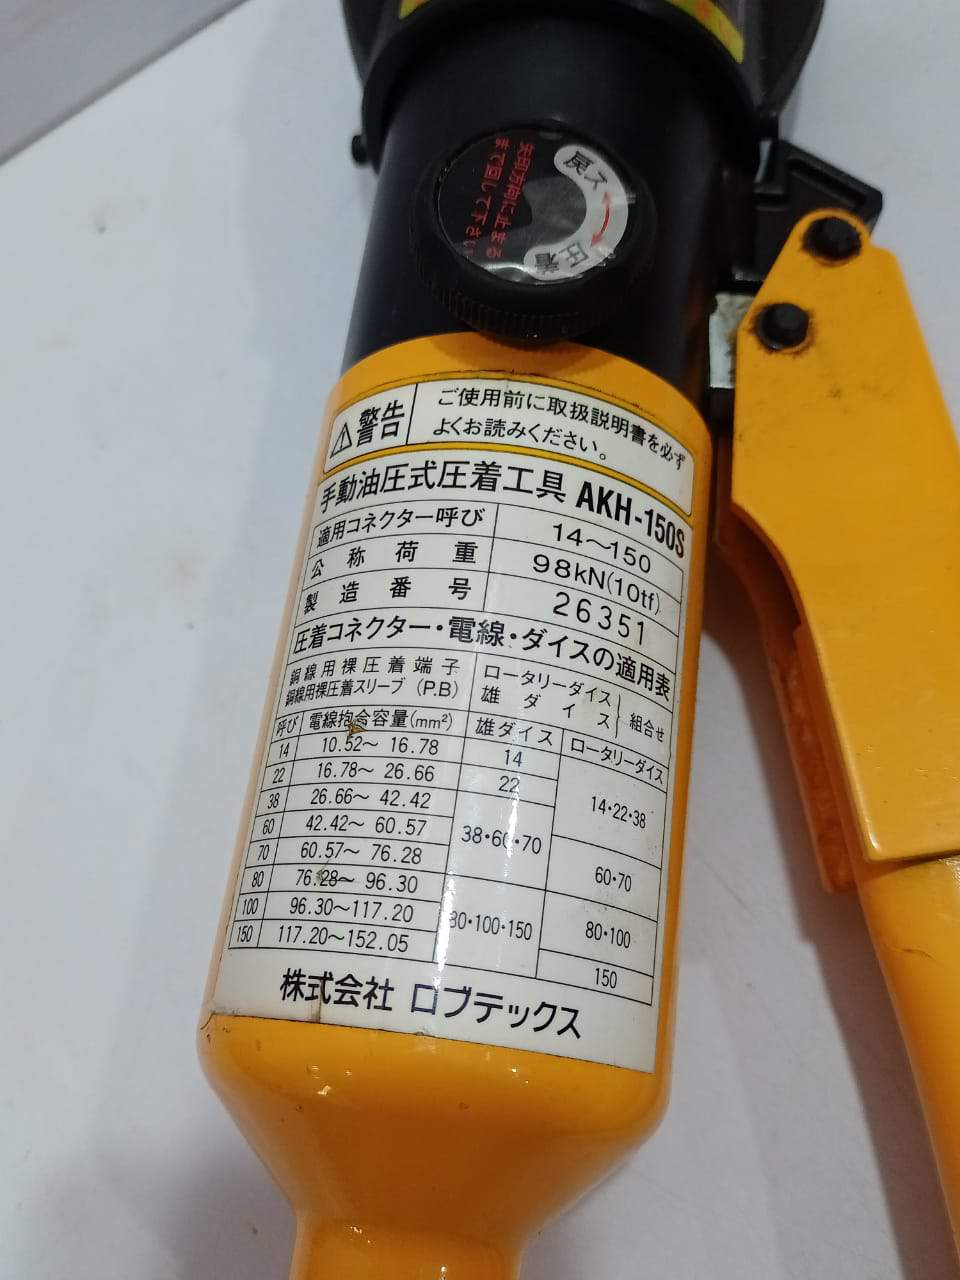 戻ス
圧着
矢印方向に止まる
まで回して下さい
警告
ご使用前に取扱説明書を必ず
よくお読みください。
手動油圧式圧着工具 AKH-150S
適用コネクター呼び 14〜150
公称荷重 98kN(10tf)
製造番号 26351
圧着コネクター・電線・ダイスの適用表
銅線用裸圧着端子
銅線用裸圧着スリーブ (P.B)
ロータリーダイス
雄ダイス
組合せ
呼び 電線抱合容量(mm²) 雄ダイス ロータリーダイス
14 10.52〜 16.78 14 14・22・38
22 16.78〜 26.66 22
38 26.66〜 42.42 38・60・70
60 42.42〜 60.57 60・70
70 60.57〜 76.28
80 76.28〜 96.30 80・100・150 80・100
100 96.30〜117.20
150 117.20〜152.05 150
株式会社 ロブテックス